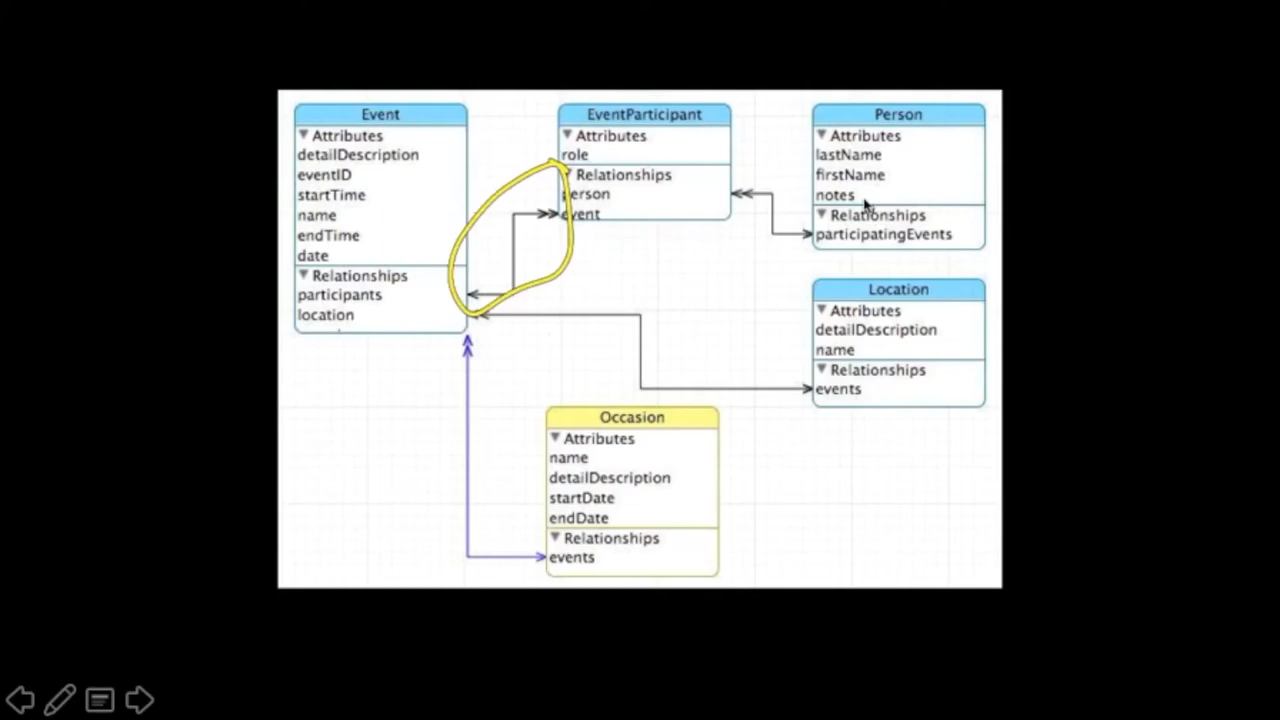 Event
Attributes
detailDescription
eventID
startTime
name
endTime
date
Relationships
participants
location
EventParticipant
Attributes
role
Relationships
person
event
Person
Attributes
lastName
firstName
notes
Relationships
participatingEvents
Location
Attributes
detailDescription
name
Relationships
events
Occasion
Attributes
name
detailDescription
startDate
endDate
Relationships
events